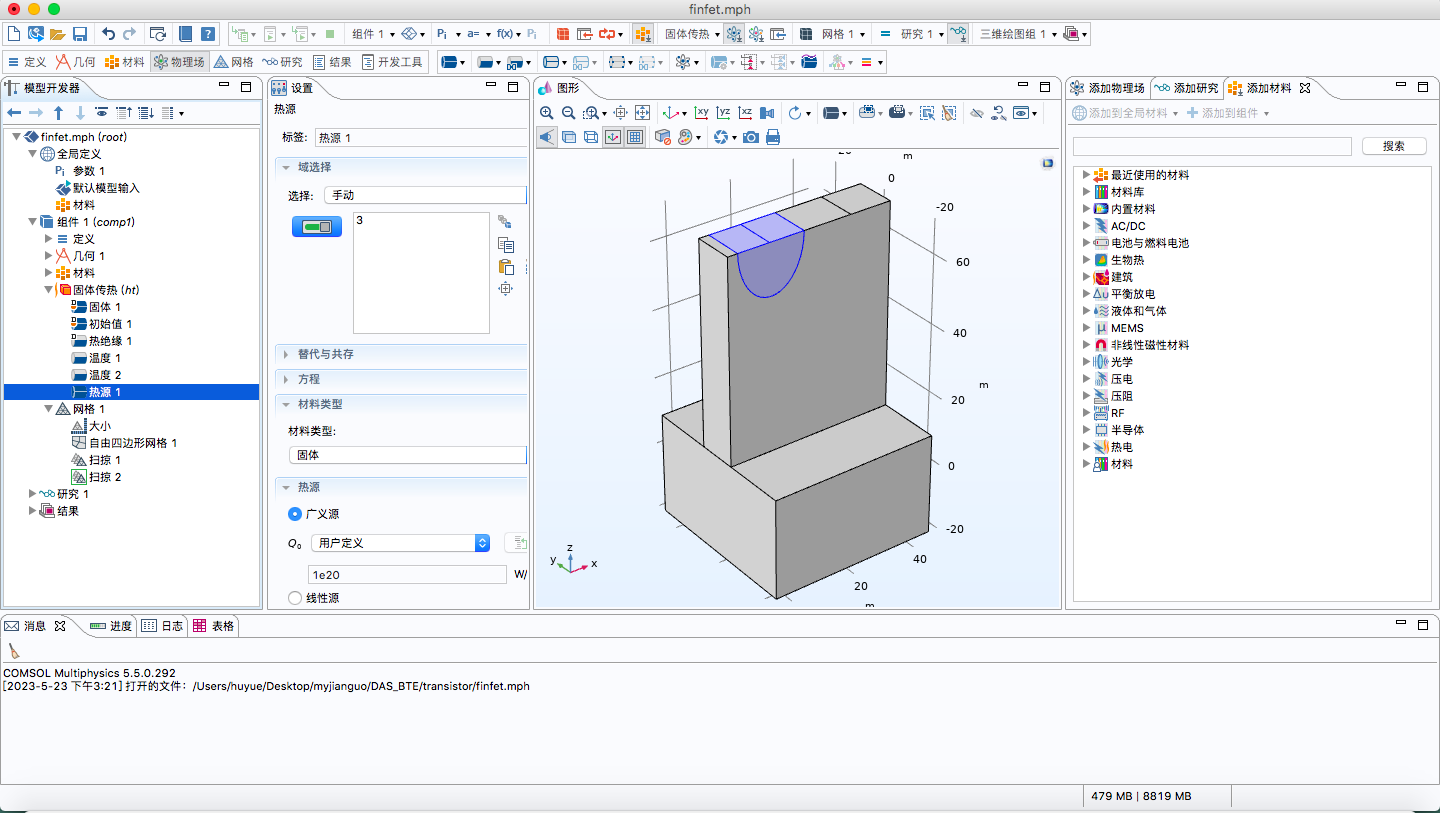 finfet.mph
组件 1
Pi
a=
f(x)
Pi
固体传热
网格 1
研究 1
三维绘图组 1
定义
几何
材料
物理场
网格
研究
结果
开发工具
模型开发器
finfet.mph (root)
全局定义
Pi 参数 1
默认模型输入
材料
组件 1 (comp1)
定义
几何 1
材料
固体传热 (ht)
固体 1
初始值 1
热绝缘 1
温度 1
温度 2
热源 1
网格 1
大小
自由四边形网格 1
扫掠 1
扫掠 2
研究 1
结果
设置
热源
标签: 热源 1
域选择
选择: 手动
3
替代与共存
方程
材料类型
材料类型:
固体
热源
广义源
Q₀ 用户定义
1e20 W/
线性源
图形
xy
yz
xz
m
0
-20
60
40
m
20
0
-20
40
20
z
y
x
添加物理场
添加研究
添加材料
添加到全局材料
添加到组件
搜索
最近使用的材料
材料库
内置材料
AC/DC
电池与燃料电池
生物热
建筑
平衡放电
液体和气体
MEMS
非线性磁性材料
光学
压电
压阻
RF
半导体
热电
材料
消息
进度
日志
表格
COMSOL Multiphysics 5.5.0.292
[2023-5-23 下午3:21] 打开的文件: /Users/huyue/Desktop/myjianguo/DAS_BTE/transistor/finfet.mph
479 MB | 8819 MB